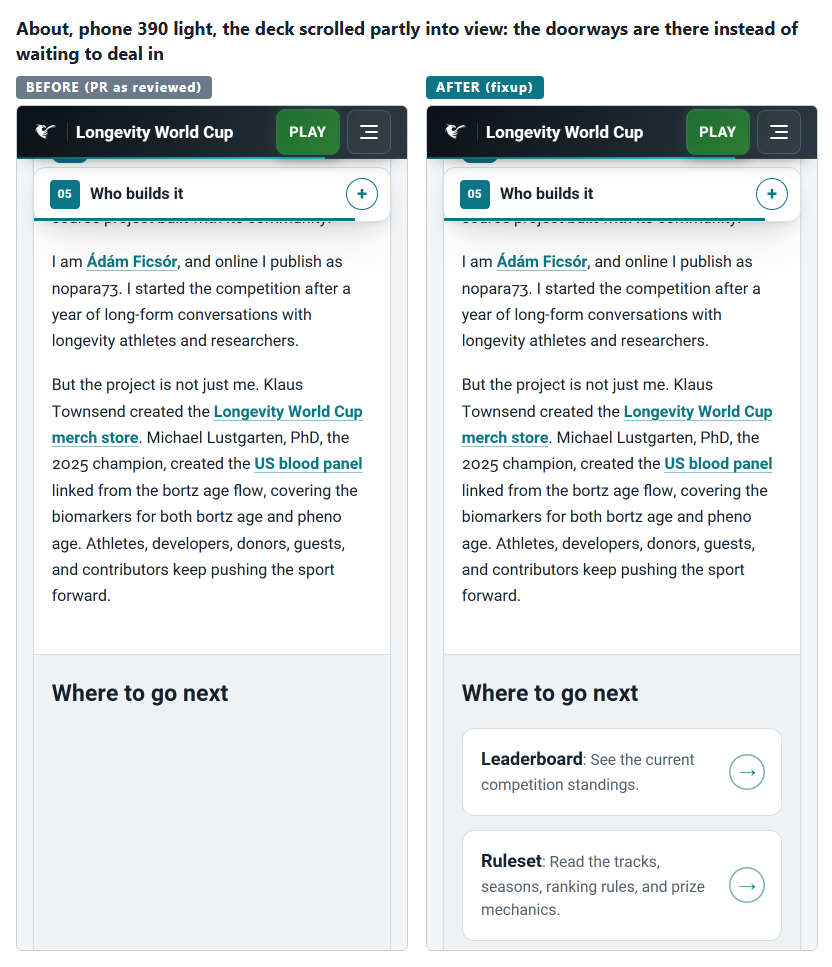 About, phone 390 light, the deck scrolled partly into view: the doorways are there instead of
waiting to deal in
BEFORE (PR as reviewed)
Longevity World Cup
PLAY
05
Who builds it
+
I am Ádám Ficsór, and online I publish as
nopara73. I started the competition after a
year of long-form conversations with
longevity athletes and researchers.
But the project is not just me. Klaus
Townsend created the Longevity World Cup
merch store. Michael Lustgarten, PhD, the
2025 champion, created the US blood panel
linked from the bortz age flow, covering the
biomarkers for both bortz age and pheno
age. Athletes, developers, donors, guests,
and contributors keep pushing the sport
forward.
Where to go next
AFTER (fixup)
Longevity World Cup
PLAY
05
Who builds it
+
I am Ádám Ficsór, and online I publish as
nopara73. I started the competition after a
year of long-form conversations with
longevity athletes and researchers.
But the project is not just me. Klaus
Townsend created the Longevity World Cup
merch store. Michael Lustgarten, PhD, the
2025 champion, created the US blood panel
linked from the bortz age flow, covering the
biomarkers for both bortz age and pheno
age. Athletes, developers, donors, guests,
and contributors keep pushing the sport
forward.
Where to go next
Leaderboard: See the current
competition standings.
→
Ruleset: Read the tracks,
seasons, ranking rules, and prize
mechanics.
→